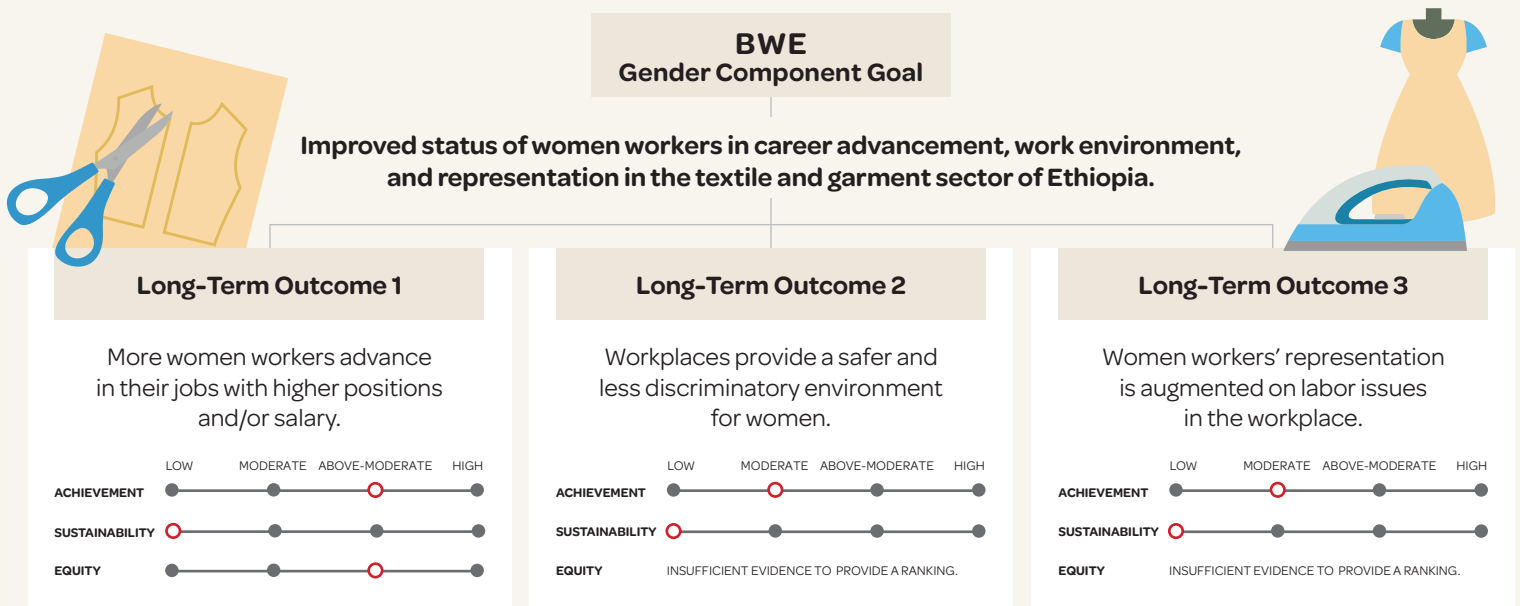 BWE
Gender Component Goal
Improved status of women workers in career advancement, work environment,
and representation in the textile and garment sector of Ethiopia.
Long-Term Outcome 1
More women workers advance
in their jobs with higher positions
and/or salary.
LOW MODERATE ABOVE-MODERATE HIGH
ACHIEVEMENT
SUSTAINABILITY
EQUITY
Long-Term Outcome 2
Workplaces provide a safer and
less discriminatory environment
for women.
LOW MODERATE ABOVE-MODERATE HIGH
ACHIEVEMENT
SUSTAINABILITY
EQUITY INSUFFICIENT EVIDENCE TO PROVIDE A RANKING.
Long-Term Outcome 3
Women workers’ representation
is augmented on labor issues
in the workplace.
LOW MODERATE ABOVE-MODERATE HIGH
ACHIEVEMENT
SUSTAINABILITY
EQUITY INSUFFICIENT EVIDENCE TO PROVIDE A RANKING.